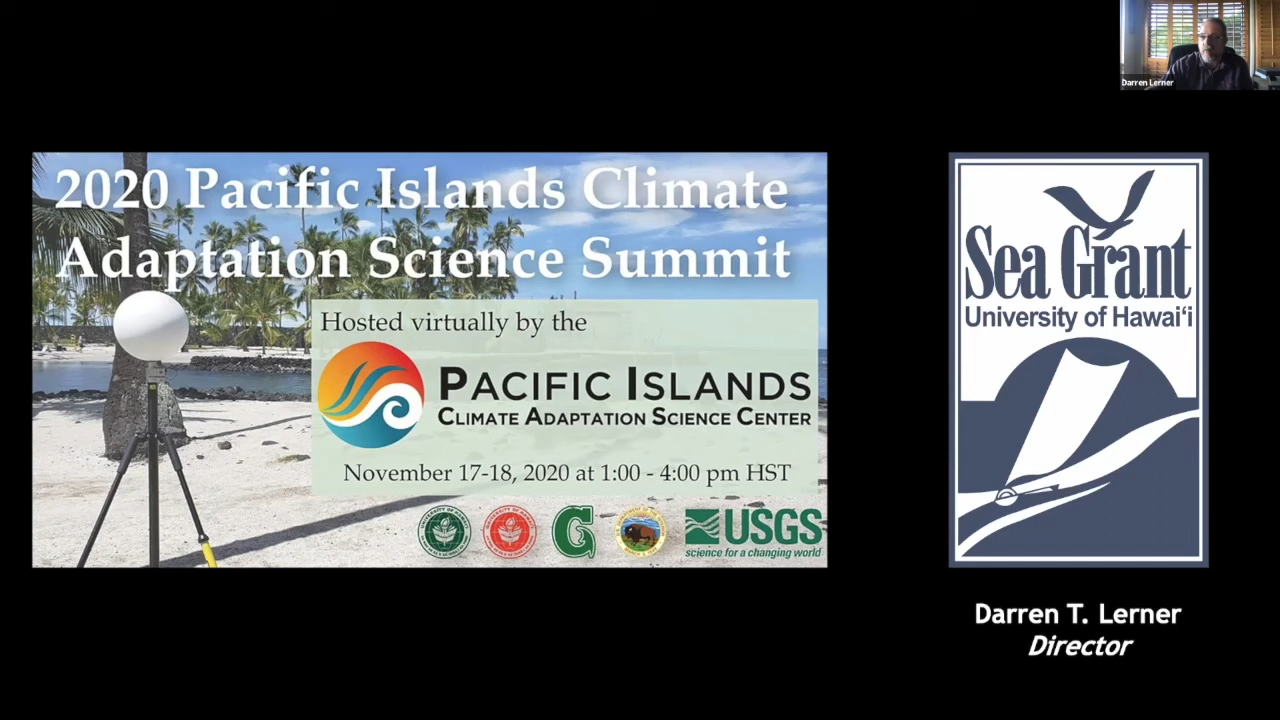 Darren Lerner
2020 Pacific Islands Climate
Adaptation Science Summit
Hosted virtually by the
PACIFIC ISLANDS
CLIMATE ADAPTATION SCIENCE CENTER
November 17-18, 2020 at 1:00 - 4:00 pm HST
G
USGS
science for a changing world
Sea Grant
University of Hawaiʻi
Darren T. Lerner
Director